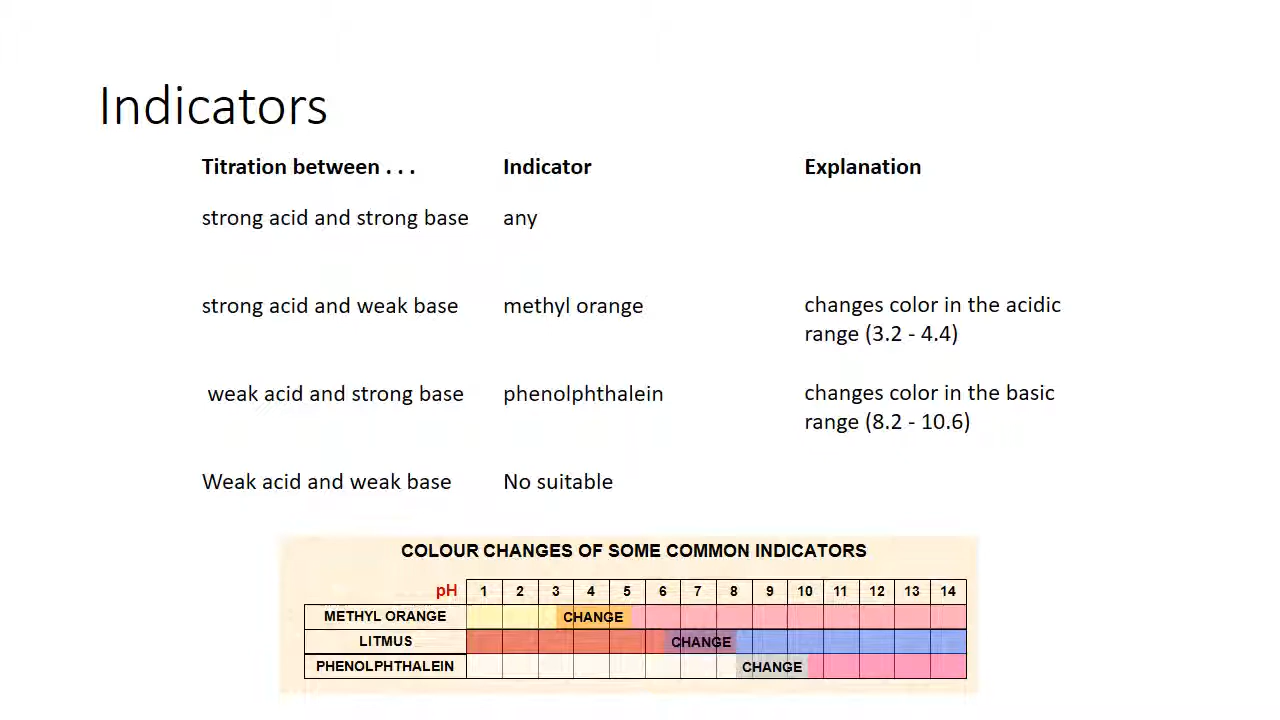 Indicators
Titration between . . . Indicator Explanation
strong acid and strong base any
strong acid and weak base methyl orange changes color in the acidic
range (3.2 - 4.4)
weak acid and strong base phenolphthalein changes color in the basic
range (8.2 - 10.6)
Weak acid and weak base No suitable
COLOUR CHANGES OF SOME COMMON INDICATORS
pH 1 2 3 4 5 6 7 8 9 10 11 12 13 14
METHYL ORANGE CHANGE
LITMUS CHANGE
PHENOLPHTHALEIN CHANGE